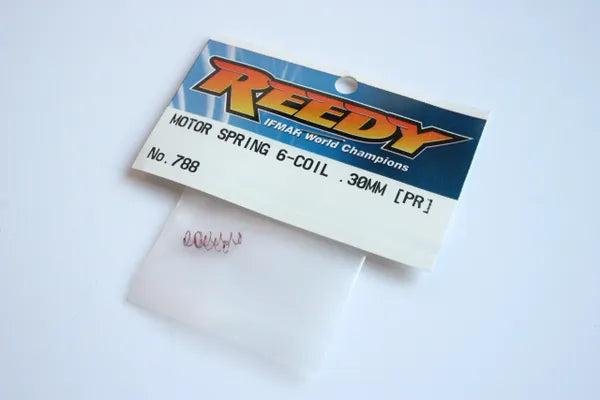 REEDY
IFMAR World Champions
MOTOR SPRING 6-COIL .30MM [PR]
No.788